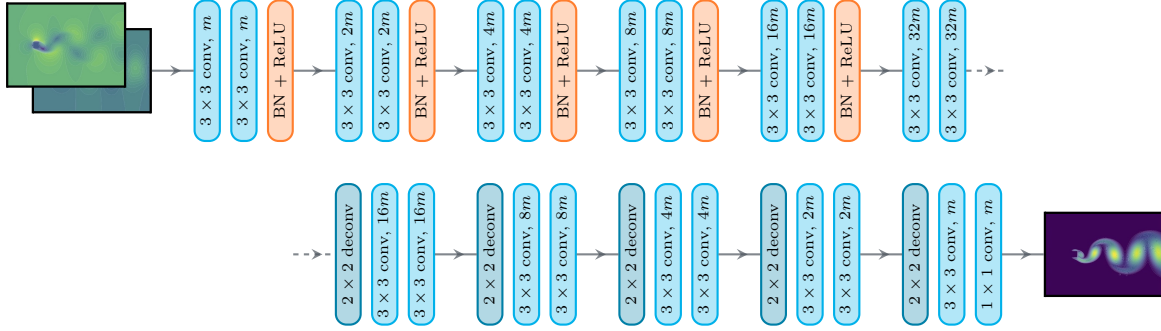 3 × 3 conv, m
3 × 3 conv, m
BN + ReLU
3 × 3 conv, 2m
3 × 3 conv, 2m
BN + ReLU
3 × 3 conv, 4m
3 × 3 conv, 4m
BN + ReLU
3 × 3 conv, 8m
3 × 3 conv, 8m
BN + ReLU
3 × 3 conv, 16m
3 × 3 conv, 16m
BN + ReLU
3 × 3 conv, 32m
3 × 3 conv, 32m
2 × 2 deconv
3 × 3 conv, 16m
3 × 3 conv, 16m
2 × 2 deconv
3 × 3 conv, 8m
3 × 3 conv, 8m
2 × 2 deconv
3 × 3 conv, 4m
3 × 3 conv, 4m
2 × 2 deconv
3 × 3 conv, 2m
3 × 3 conv, 2m
2 × 2 deconv
3 × 3 conv, m
1 × 1 conv, m